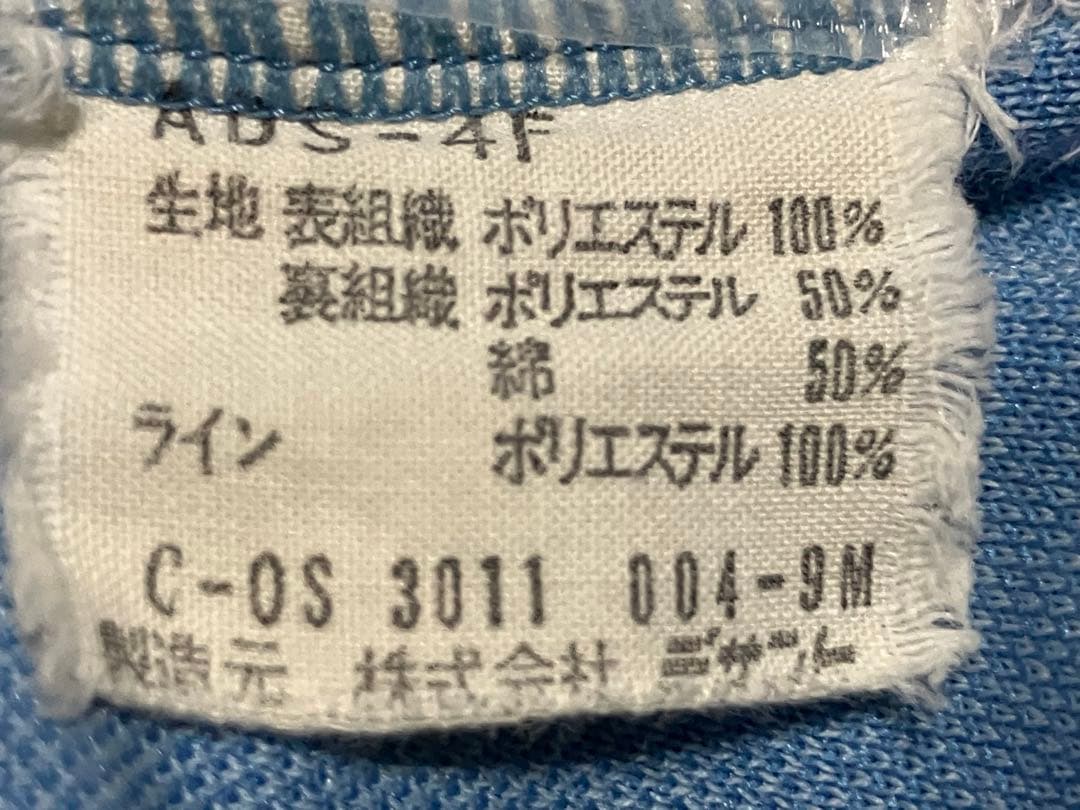 ADS-4F
生地 表組織 ポリエステル 100%
裏組織 ポリエステル 50%
綿 50%
ライン ポリエステル 100%
C-OS 3011 004-9M
製造元 株式会社